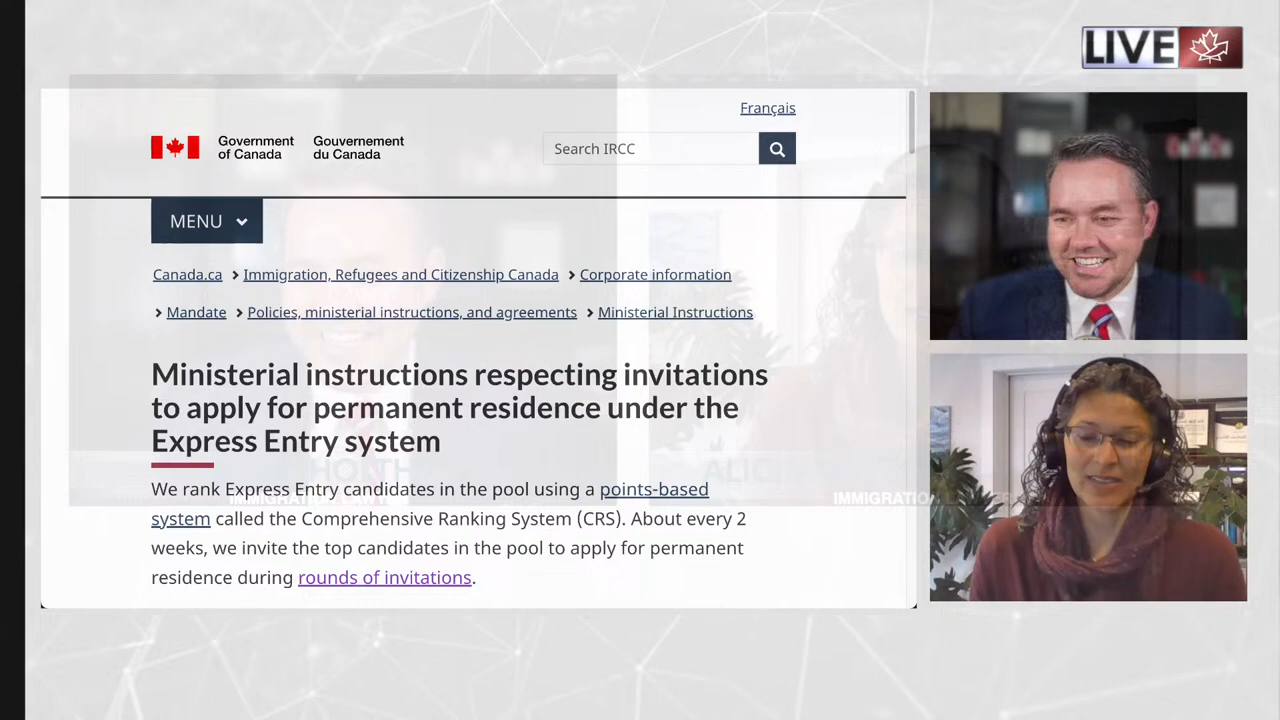 LIVE
Français
Government
of Canada
Gouvernement
du Canada
Search IRCC
MENU
Canada.ca > Immigration, Refugees and Citizenship Canada > Corporate information
> Mandate > Policies, ministerial instructions, and agreements > Ministerial Instructions
Ministerial instructions respecting invitations
to apply for permanent residence under the
Express Entry system
HOLTHE
ALIC
We rank Express Entry candidates in the pool using a points-based
IMMIGRATION
system called the Comprehensive Ranking System (CRS). About every 2
weeks, we invite the top candidates in the pool to apply for permanent
residence during rounds of invitations.